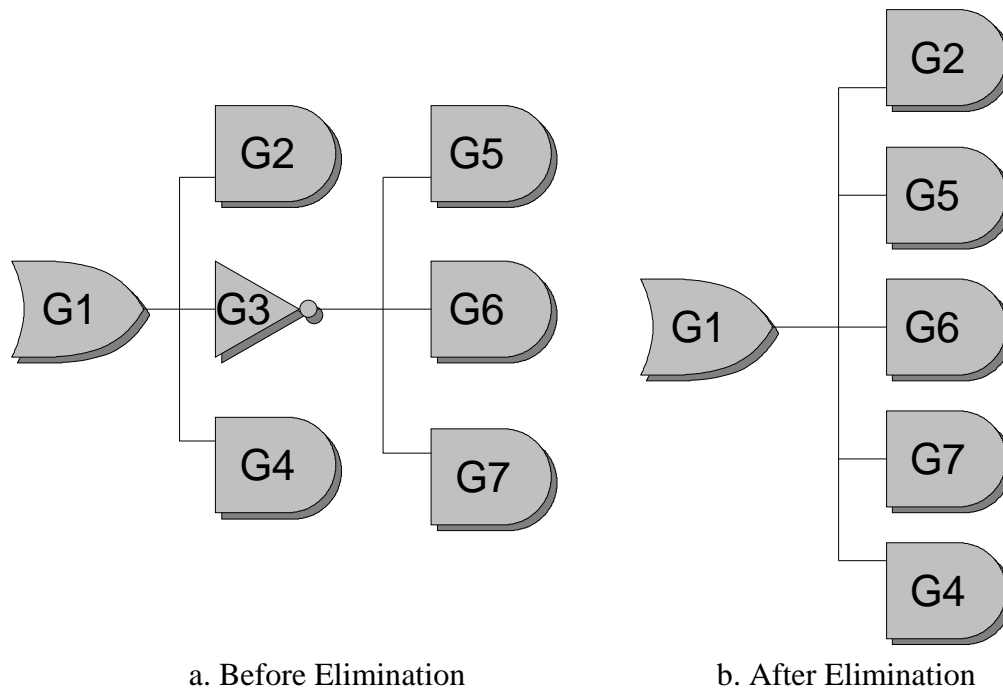 G2
G5
G1
G3
G6
G4
G7
a. Before Elimination
G2
G5
G1
G6
G7
G4
b. After Elimination